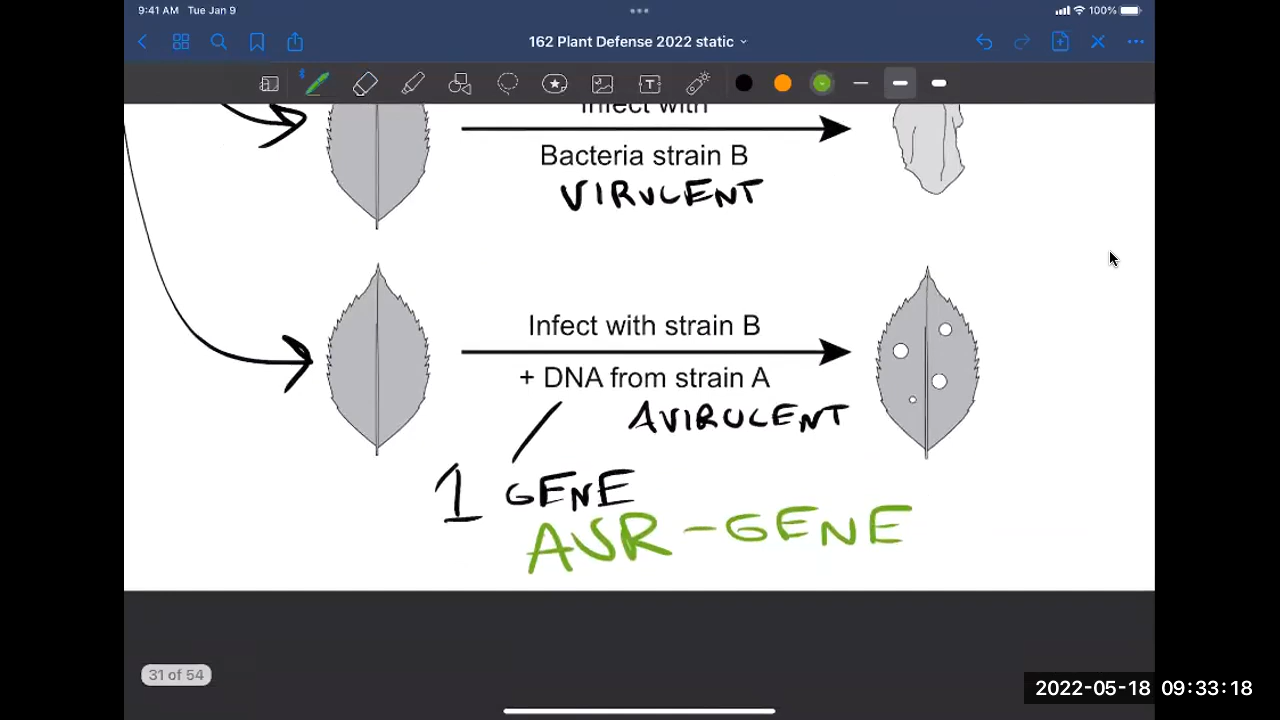 9:41 AM Tue Jan 9
100%
162 Plant Defense 2022 static
Infect with
Bacteria strain B
VIRULENT
Infect with strain B
+ DNA from strain A
AVIRULENT
1 GENE
AVR-GENE
31 of 54
2022-05-18 09:33:18